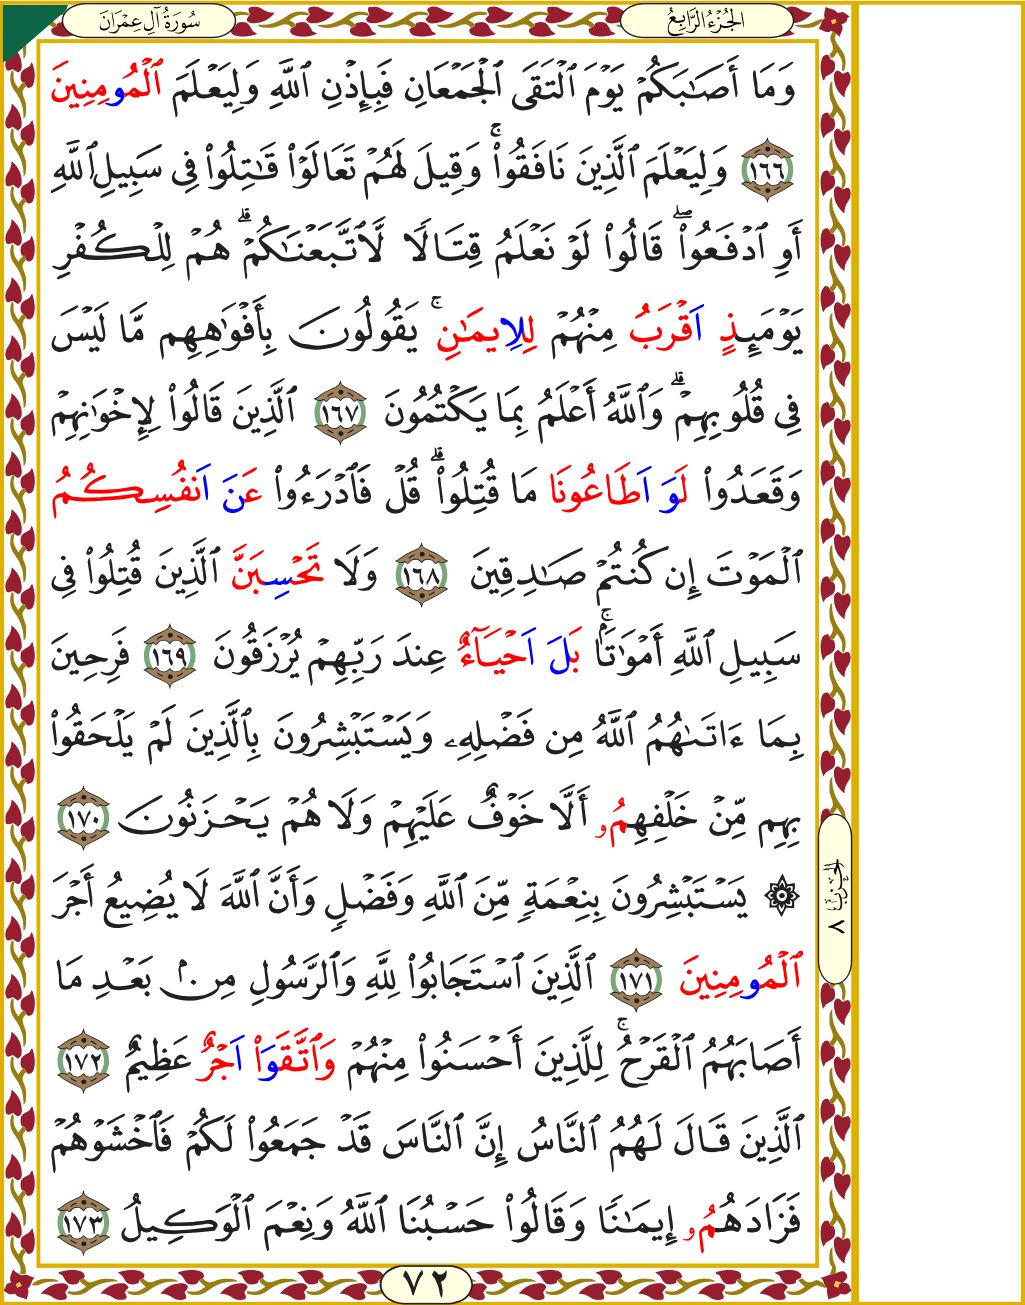 الجُزْءُ الرَّابِعُ
سُورَةُ آلِ عِمْرَانَ
وَمَا أَصَٰبَكُمْ يَوْمَ ٱلْتَقَى ٱلْجَمْعَانِ فَبِإِذْنِ ٱللَّهِ وَلِيَعْلَمَ ٱلْمُومِنِينَ
١٦٦ وَلِيَعْلَمَ ٱلَّذِينَ نَافَقُواْۚ وَقِيلَ لَهُمْ تَعَالَوْاْ قَٰتِلُواْ فِى سَبِيلِ ٱللَّهِ
أَوِ ٱدْفَعُواْۖ قَالُواْ لَوْ نَعْلَمُ قِتَالًا لَّٱتَّبَعْنَٰكُمْۗ هُمْ لِلْكُفْرِ
يَوْمَئِذٍ اَقْرَبُ مِنْهُمْ لِلِايمَٰنِۚ يَقُولُونَ بِأَفْوَٰهِهِم مَّا لَيْسَ
فِى قُلُوبِهِمْۗ وَٱللَّهُ أَعْلَمُ بِمَا يَكْتُمُونَ ١٦٧ ٱلَّذِينَ قَالُواْ لِإِخْوَٰنِهِمْ
وَقَعَدُواْ لَوَ اَطَاعُونَا مَا قُتِلُواْۗ قُلْ فَٱدْرَءُواْ عَنَ اَنفُسِكُمُ
ٱلْمَوْتَ إِن كُنتُمْ صَٰدِقِينَ ١٦٨ وَلَا تَحْسِبَنَّ ٱلَّذِينَ قُتِلُواْ فِى
سَبِيلِ ٱللَّهِ أَمْوَٰتَۢاۚ بَلَ اَحْيَآءٌ عِندَ رَبِّهِمْ يُرْزَقُونَ ١٦٩ فَرِحِينَ
بِمَا ءَاتَىٰهُمُ ٱللَّهُ مِن فَضْلِهِۦ وَيَسْتَبْشِرُونَ بِٱلَّذِينَ لَمْ يَلْحَقُواْ
بِهِم مِّنْ خَلْفِهِمُۥ أَلَّا خَوْفٌ عَلَيْهِمْ وَلَا هُمْ يَحْزَنُونَ ١٧٠
۞ يَسْتَبْشِرُونَ بِنِعْمَةٍ مِّنَ ٱللَّهِ وَفَضْلٍ وَأَنَّ ٱللَّهَ لَا يُضِيعُ أَجْرَ
ٱلْمُومِنِينَ ١٧١ ٱلَّذِينَ ٱسْتَجَابُواْ لِلَّهِ وَٱلرَّسُولِ مِنۢ بَعْدِ مَا
أَصَابَهُمُ ٱلْقَرْحُۚ لِلَّذِينَ أَحْسَنُواْ مِنْهُمْ وَٱتَّقَوَاْ اَجْرٌ عَظِيمٌ ١٧٢
ٱلَّذِينَ قَالَ لَهُمُ ٱلنَّاسُ إِنَّ ٱلنَّاسَ قَدْ جَمَعُواْ لَكُمْ فَٱخْشَوْهُمْ
فَزَادَهُمُۥ إِيمَٰنًا وَقَالُواْ حَسْبُنَا ٱللَّهُ وَنِعْمَ ٱلْوَكِيلُ ١٧٣
الحِزْبُ ٨
٧٢